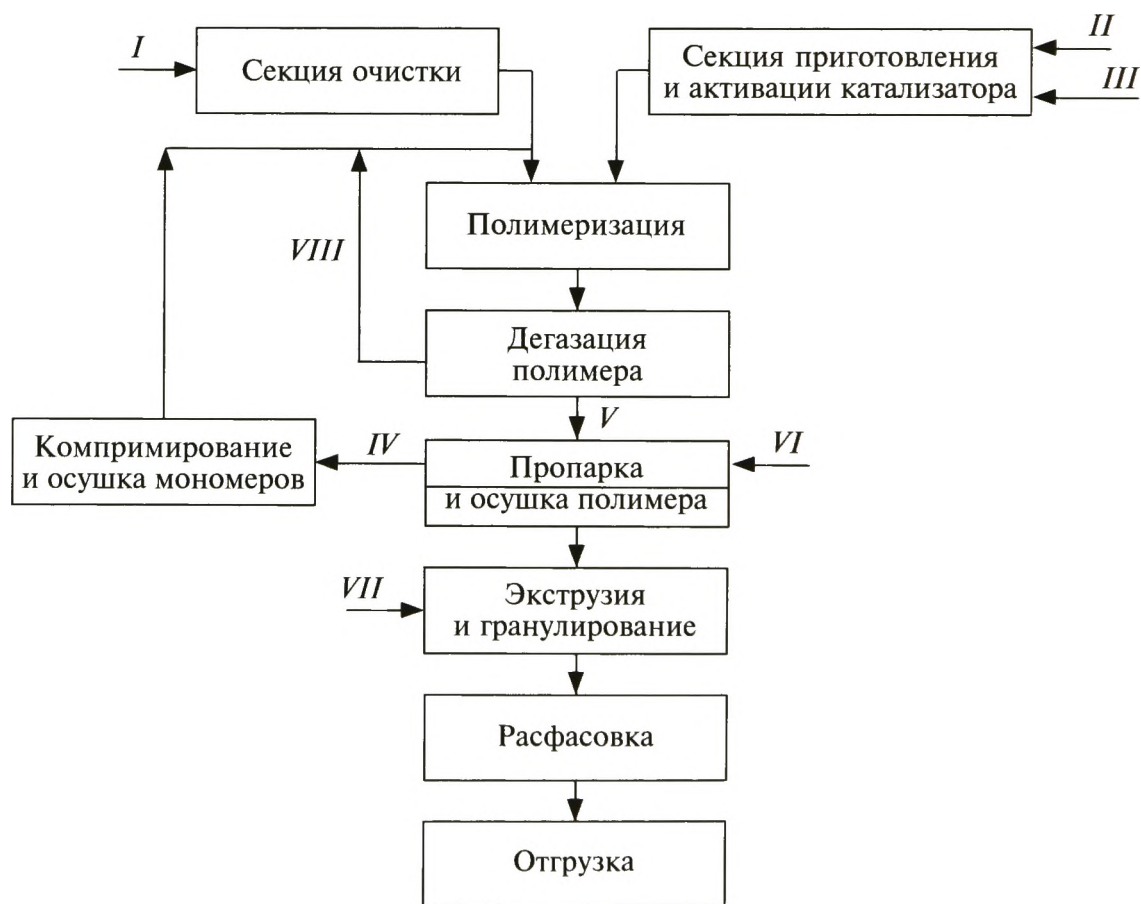 I
Секция очистки
Секция приготовления
и активации катализатора
II
III
Полимеризация
VIII
Дегазация
полимера
V
Компримирование
и осушка мономеров
IV
Пропарка
и осушка полимера
VI
VII
Экструзия
и гранулирование
Расфасовка
Отгрузка